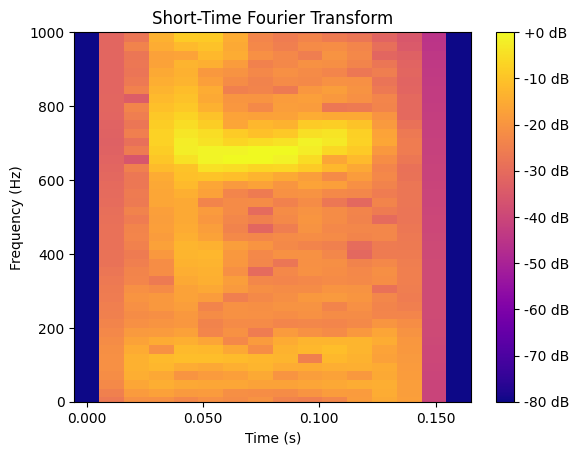 Short-Time Fourier Transform
1000
800
600
400
200
0
Frequency (Hz)
0.000
0.050
0.100
0.150
Time (s)
+0 dB
-10 dB
-20 dB
-30 dB
-40 dB
-50 dB
-60 dB
-70 dB
-80 dB